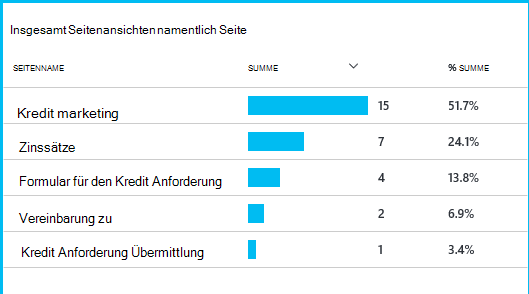 Insgesamt Seitenansichten namentlich Seite
SEITENNAME SUMME % SUMME
Kredit marketing 15 51.7%
Zinssätze 7 24.1%
Formular für den Kredit Anforderung 4 13.8%
Vereinbarung zu 2 6.9%
Kredit Anforderung Übermittlung 1 3.4%